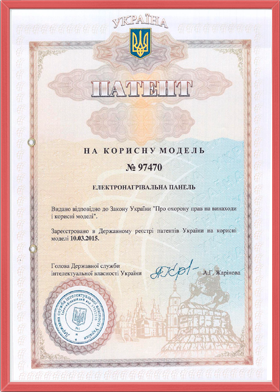 УКРАЇНА
ПАТЕНТ
НА КОРИСНУ МОДЕЛЬ
№ 97470
ЕЛЕКТРОНАГРІВАЛЬНА ПАНЕЛЬ
Видано відповідно до Закону України "Про охорону прав на винаходи
і корисні моделі".
Зареєстровано в Державному реєстрі патентів України на корисні
моделі 10.03.2015.
Голова Державної служби
інтелектуальної власності України
А.Г. Жарінова